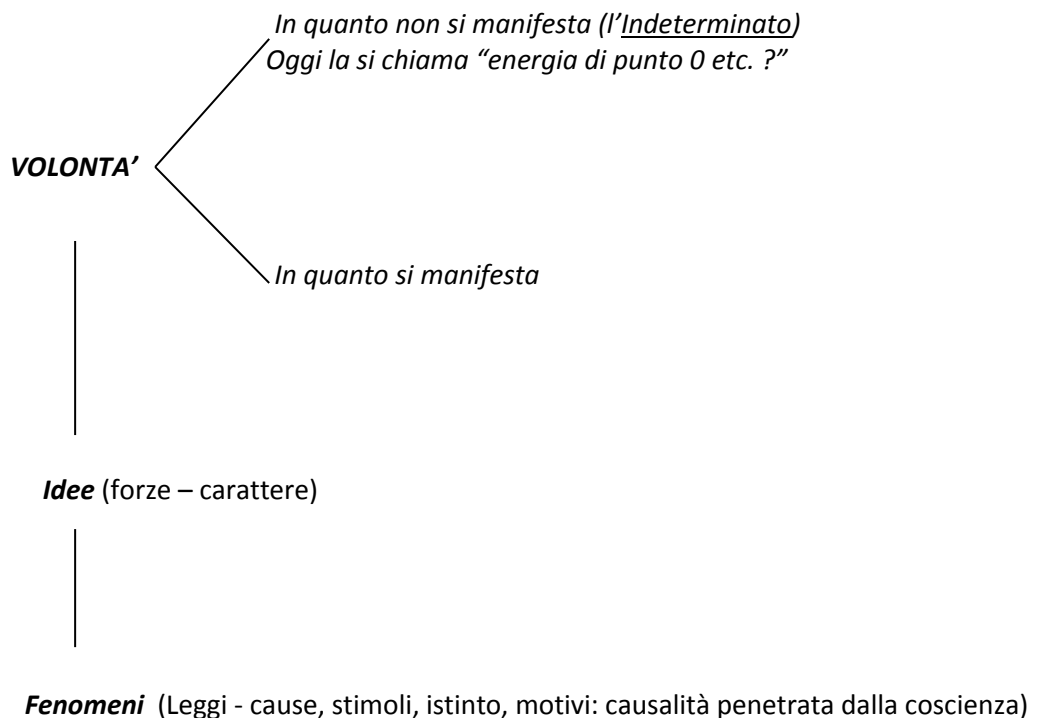 In quanto non si manifesta (l’Indeterminato)
Oggi la si chiama “energia di punto 0 etc. ?”
VOLONTA’
In quanto si manifesta
Idee (forze – carattere)
Fenomeni (Leggi - cause, stimoli, istinto, motivi: causalità penetrata dalla coscienza)